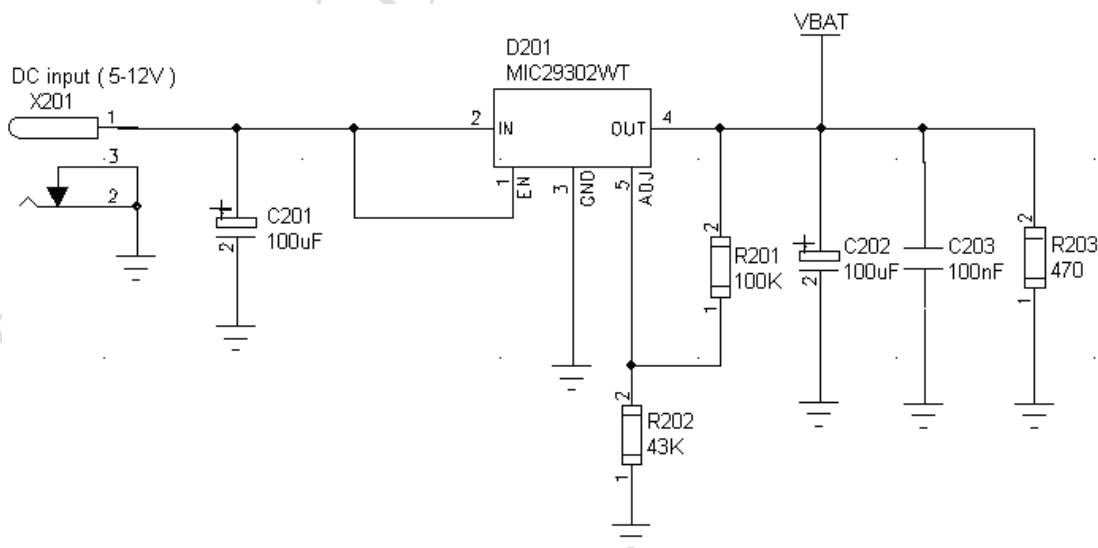 VBAT
D201
MIC29302WT
DC input ( 5-12V )
X201
1
2
IN
OUT
4
3
2
1
EN
3
GND
5
ADJ
+
C201
100uF
2
2
R201
100K
1
+
C202
100uF
2
C203
100nF
2
R203
470
1
2
R202
43K
1